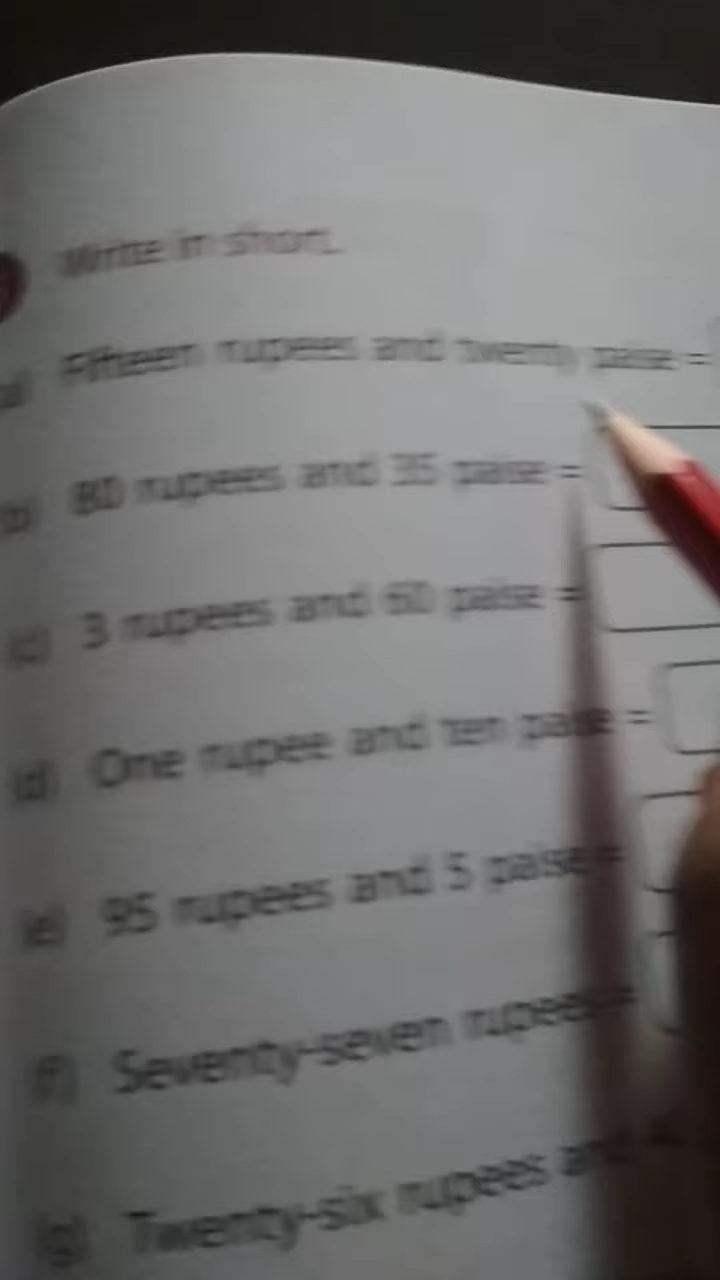 Write in short.
(a) Fifteen rupees and twenty paise =
(b) 80 rupees and 35 paise =
(c) 3 rupees and 60 paise =
(d) One rupee and ten paise =
(e) 95 rupees and 5 paise =
(f) Seventy-seven rupees =
(g) Twenty-six rupees and